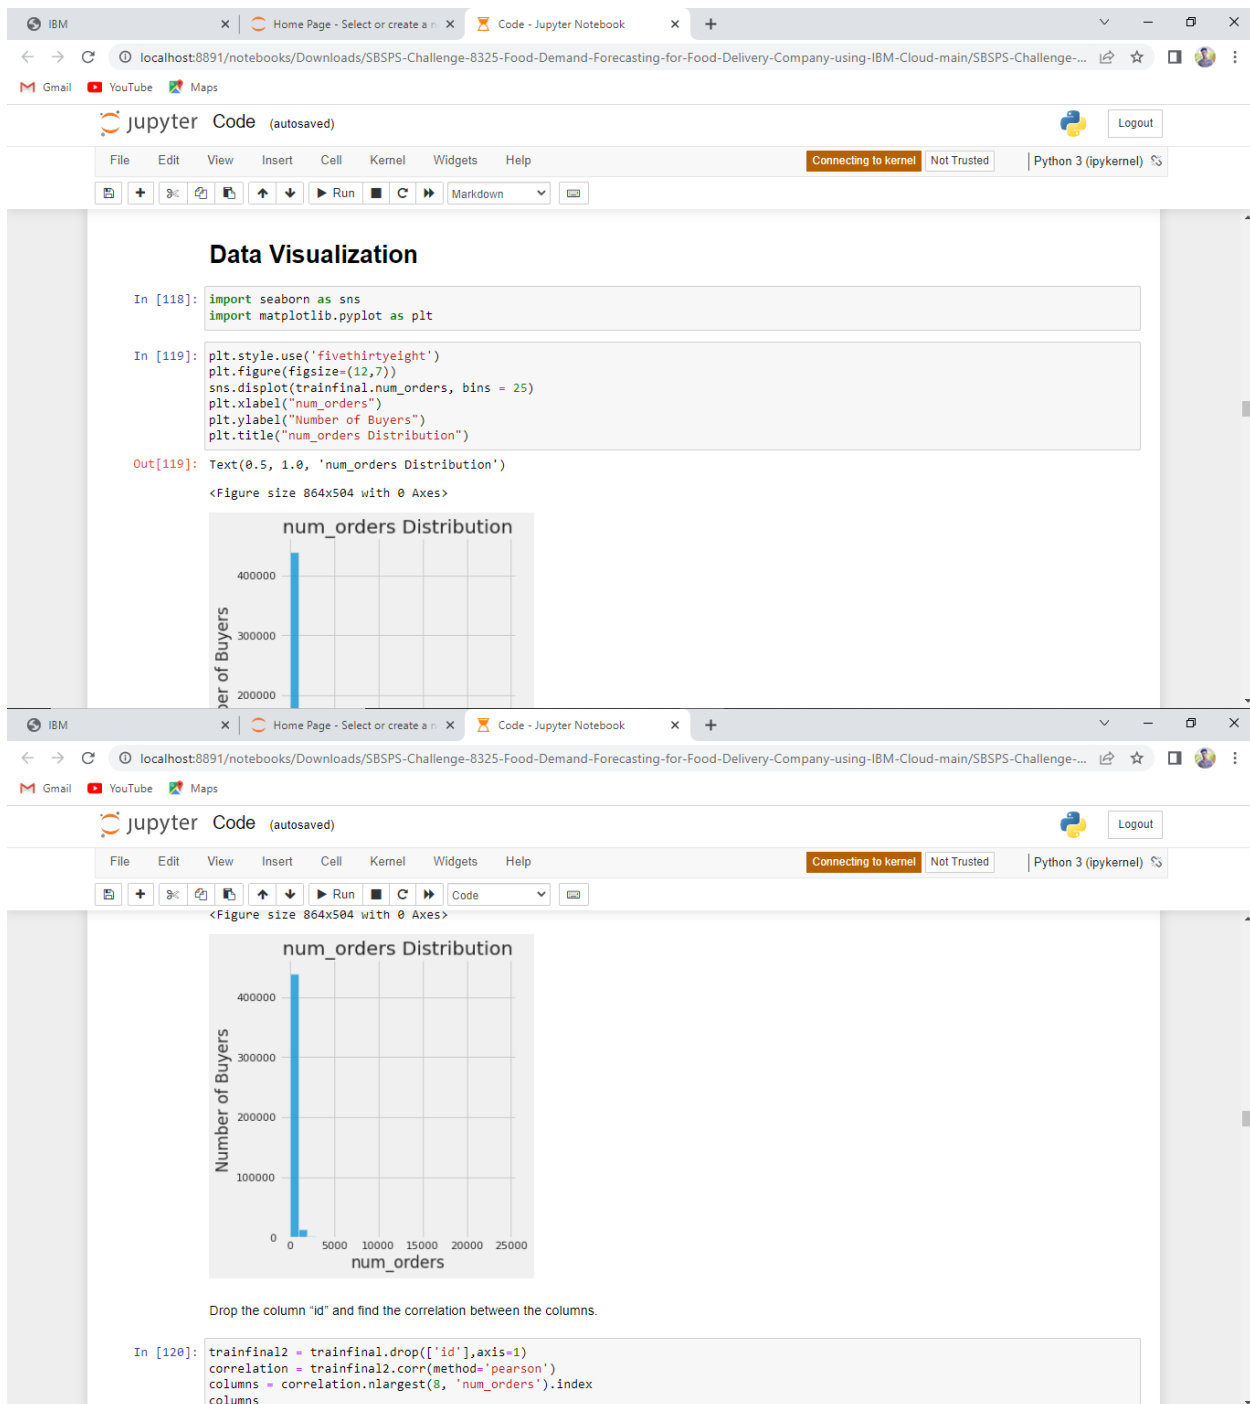 IBM
Home Page - Select or create a n
Code - Jupyter Notebook
localhost:8891/notebooks/Downloads/SBSPS-Challenge-8325-Food-Demand-Forecasting-for-Food-Delivery-Company-using-IBM-Cloud-main/SBSPS-Challenge-...
Gmail YouTube Maps
jupyter Code (autosaved) Logout
File Edit View Insert Cell Kernel Widgets Help Connecting to kernel Not Trusted Python 3 (ipykernel)
Run Markdown
Data Visualization
In [118]: import seaborn as sns
import matplotlib.pyplot as plt
In [119]: plt.style.use('fivethirtyeight')
plt.figure(figsize=(12,7))
sns.displot(trainfinal.num_orders, bins = 25)
plt.xlabel("num_orders")
plt.ylabel("Number of Buyers")
plt.title("num_orders Distribution")
Out[119]: Text(0.5, 1.0, 'num_orders Distribution')
<Figure size 864x504 with 0 Axes>
num_orders Distribution
400000
300000
200000
er of Buyers
IBM
Home Page - Select or create a n
Code - Jupyter Notebook
localhost:8891/notebooks/Downloads/SBSPS-Challenge-8325-Food-Demand-Forecasting-for-Food-Delivery-Company-using-IBM-Cloud-main/SBSPS-Challenge-...
Gmail YouTube Maps
jupyter Code (autosaved) Logout
File Edit View Insert Cell Kernel Widgets Help Connecting to kernel Not Trusted Python 3 (ipykernel)
Run Code
<Figure size 864x504 with 0 Axes>
num_orders Distribution
400000
300000
200000
100000
0
Number of Buyers
0 5000 10000 15000 20000 25000
num_orders
Drop the column “id” and find the correlation between the columns.
In [120]: trainfinal2 = trainfinal.drop(['id'],axis=1)
correlation = trainfinal2.corr(method='pearson')
columns = correlation.nlargest(8, 'num_orders').index
columns